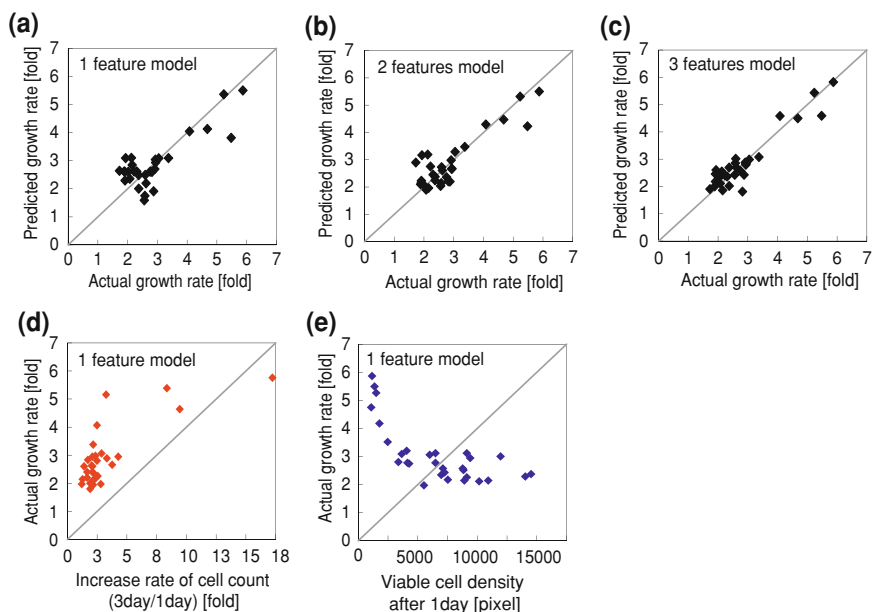 (a)
1 feature model
Predicted growth rate [fold]
7
6
5
4
3
2
1
0
0 1 2 3 4 5 6 7
Actual growth rate [fold]
(b)
2 features model
Predicted growth rate [fold]
7
6
5
4
3
2
1
0
0 1 2 3 4 5 6 7
Actual growth rate [fold]
(c)
3 features model
Predicted growth rate [fold]
7
6
5
4
3
2
1
0
0 1 2 3 4 5 6 7
Actual growth rate [fold]
(d)
1 feature model
Actual growth rate [fold]
7
6
5
4
3
2
1
0
0 3 5 8 10 13 15 18
Increase rate of cell count
(3day/1day) [fold]
(e)
1 feature model
Actual growth rate [fold]
7
6
5
4
3
2
1
0
0 5000 10000 15000
Viable cell density
after 1day [pixel]